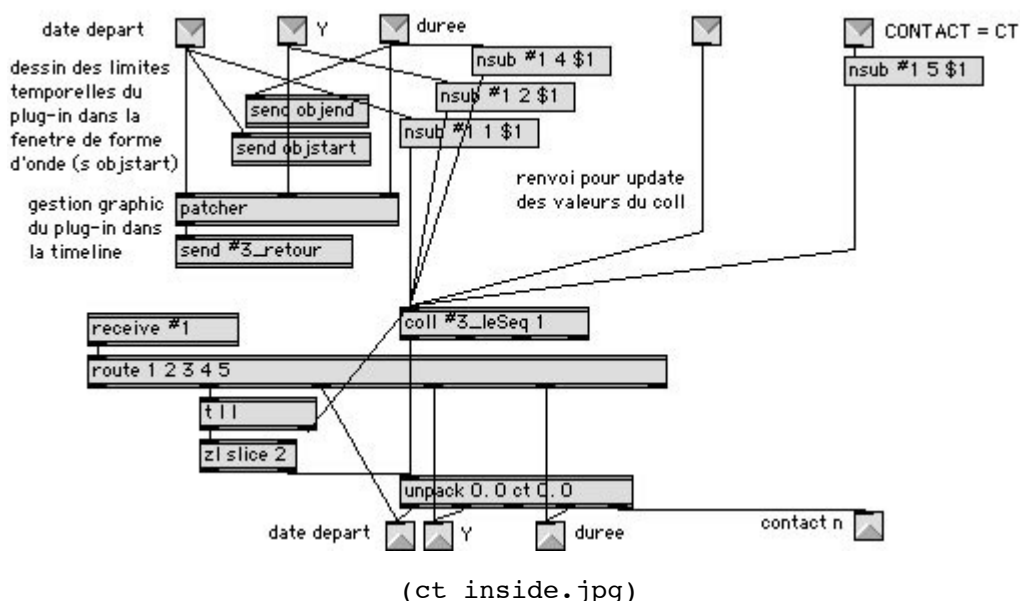 date depart
Y
duree
CONTACT = CT
nsub #1 4 $1
nsub #1 5 $1
dessin des limites
temporelles du
plug-in dans la
fenetre de forme
d'onde (s objstart)
nsub #1 2 $1
send objend
nsub #1 1 $1
send objstart
renvoi pour update
des valeurs du coll
gestion graphic
du plug-in dans
la timeline
patcher
send #3_retour
receive #1
coll #3_leSeq 1
route 1 2 3 4 5
t l l
zl slice 2
unpack 0. 0 ct 0. 0
date depart
Y
duree
contact n
(ct inside.jpg)